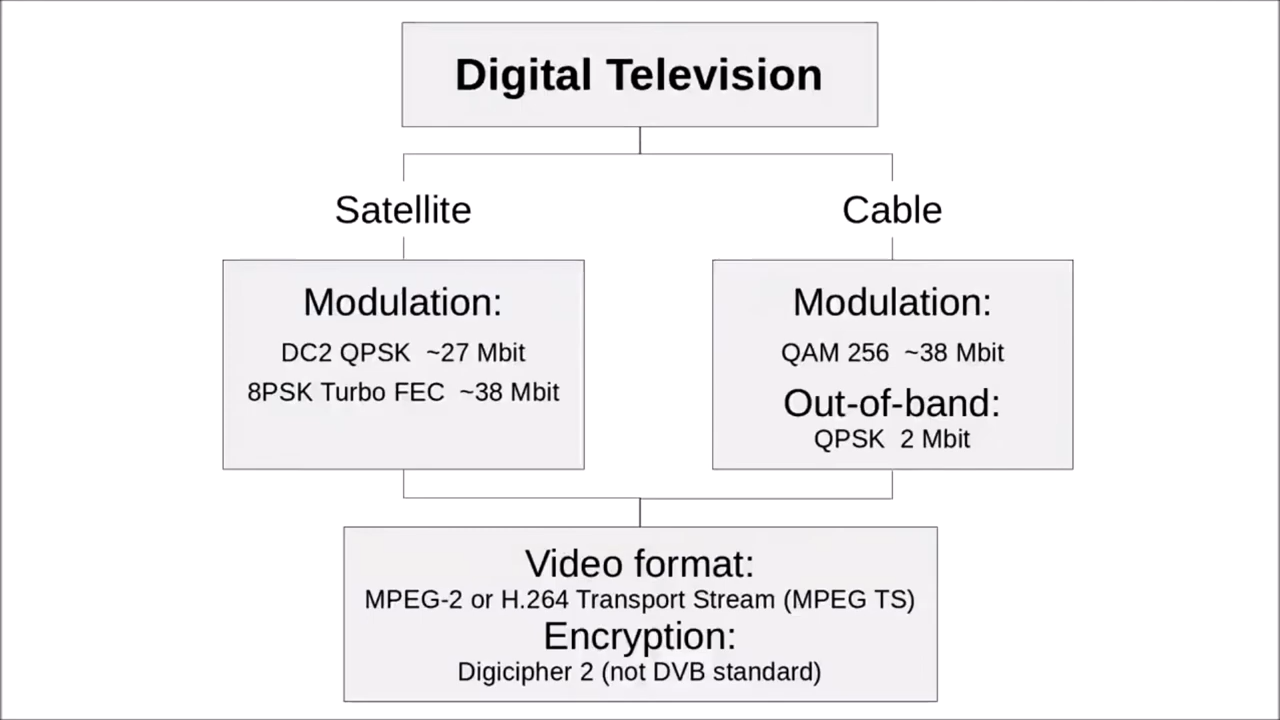 Digital Television
Satellite
Cable
Modulation:
DC2 QPSK ~27 Mbit
8PSK Turbo FEC ~38 Mbit
Modulation:
QAM 256 ~38 Mbit
Out-of-band:
QPSK 2 Mbit
Video format:
MPEG-2 or H.264 Transport Stream (MPEG TS)
Encryption:
Digicipher 2 (not DVB standard)